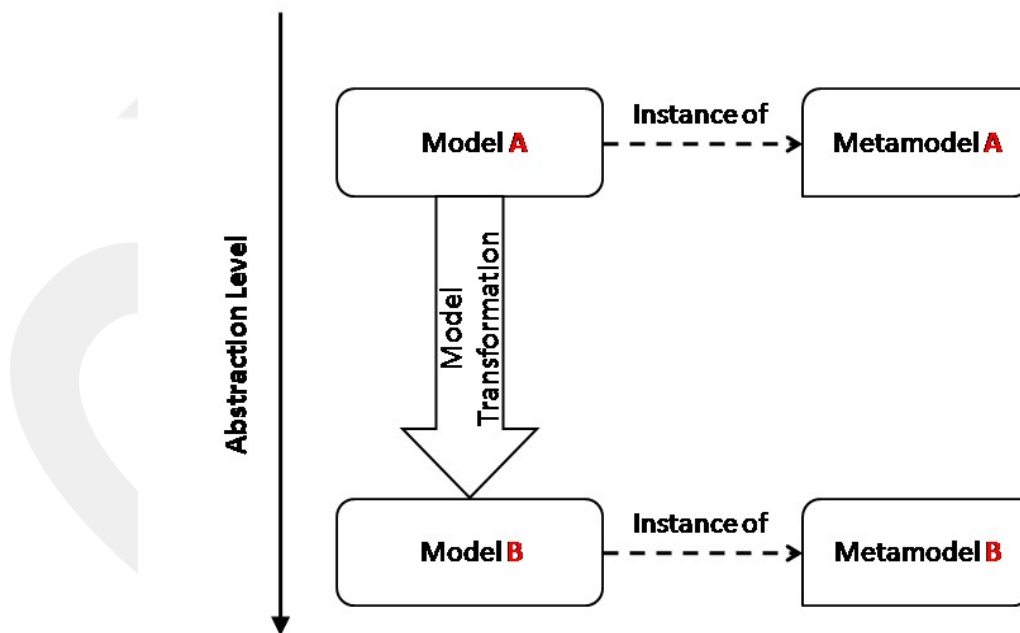 Instance of
Model A
Metamodel A
Abstraction Level
Model
Transformation
Instance of
Model B
Metamodel B